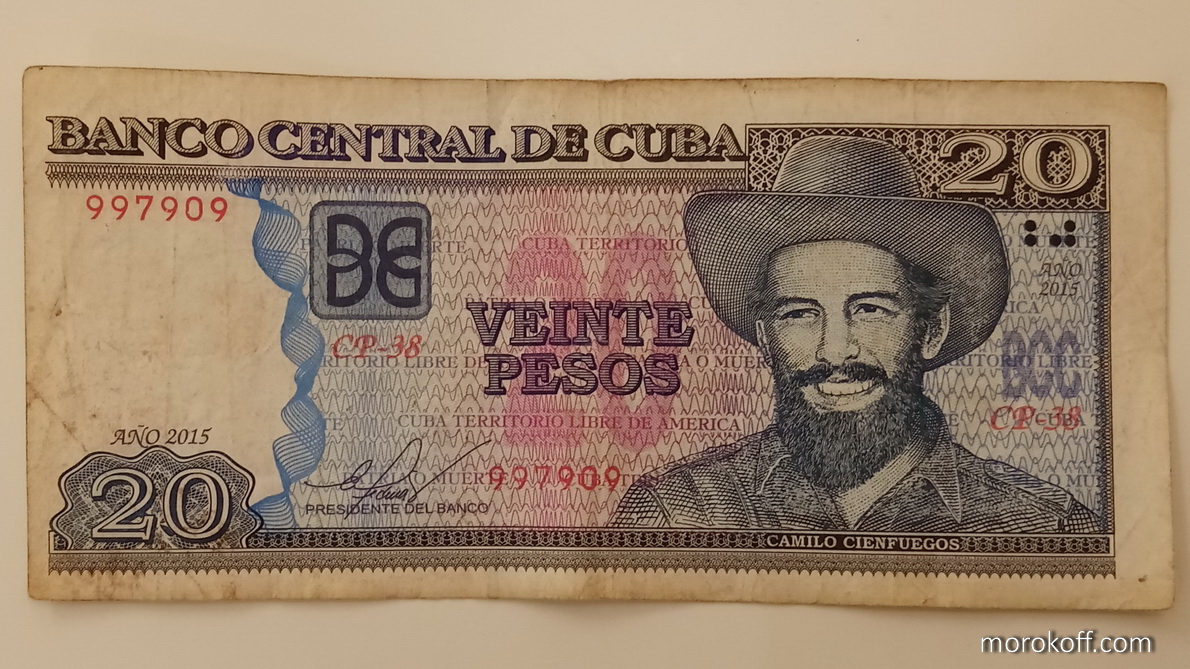 BANCO CENTRAL DE CUBA
20
997909
CUBA TERRITORIO
AÑO
2015
VEINTE
PESOS
BCC
CP-38
CP-38
CUBA TERRITORIO LIBRE DE AMERICA
AÑO 2015
997909
20
PRESIDENTE DEL BANCO
CAMILO CIENFUEGOS
morokoff.com